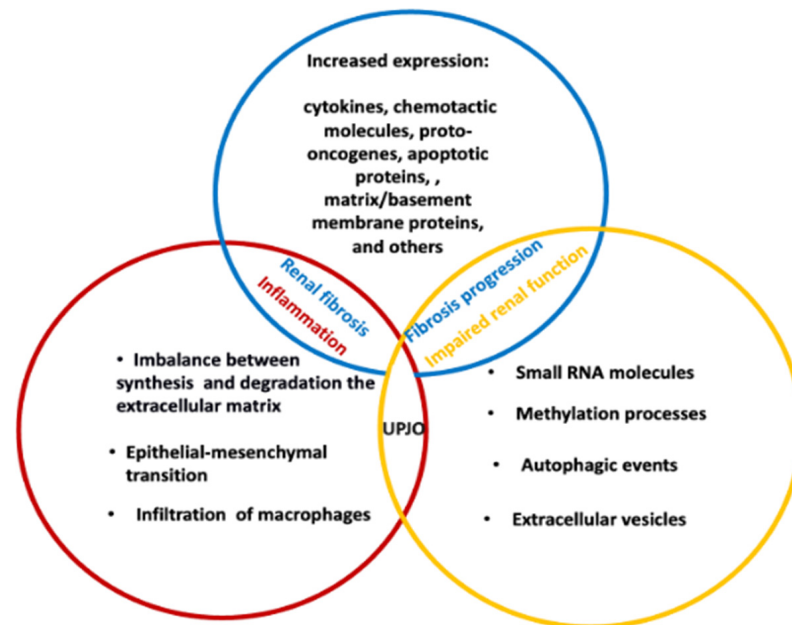 Increased expression:
cytokines, chemotactic
molecules, proto-
oncogenes, apoptotic
proteins, ,
matrix/basement
membrane proteins,
and others
Renal fibrosis
Inflammation
Fibrosis progression
Impaired renal function
• Imbalance between
synthesis and degradation the
extracellular matrix
• Epithelial-mesenchymal
transition
• Infiltration of macrophages
UPJO
• Small RNA molecules
• Methylation processes
• Autophagic events
• Extracellular vesicles